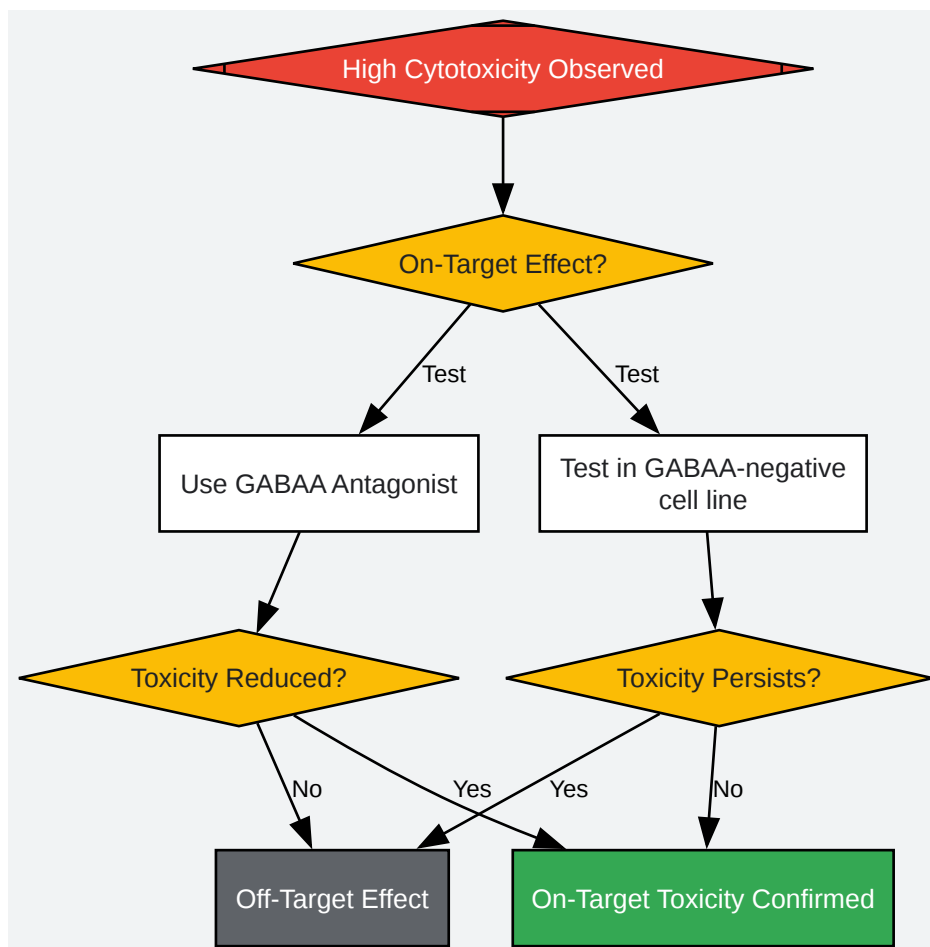 High Cytotoxicity Observed
On-Target Effect?
Test
Test
Use GABAA Antagonist
Test in GABAA-negative
cell line
Toxicity Reduced?
Toxicity Persists?
No
Yes
Yes
No
Off-Target Effect
On-Target Toxicity Confirmed